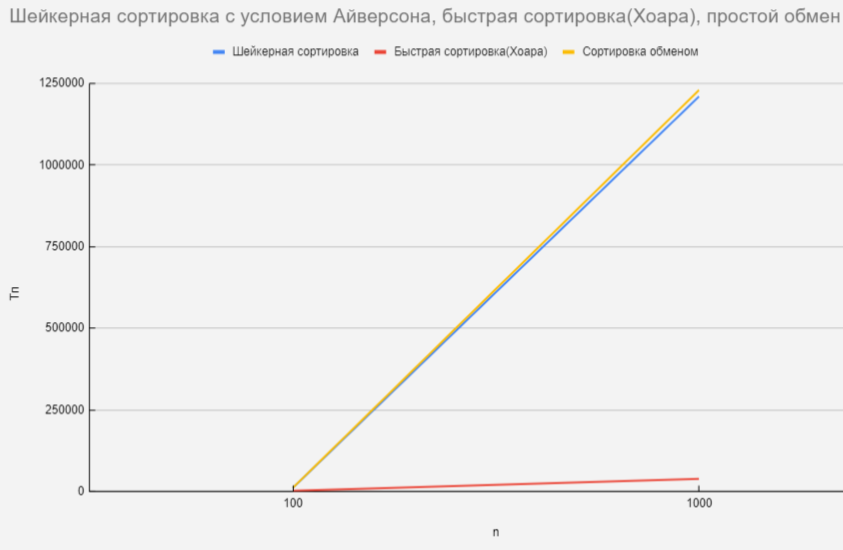 Шейкерная сортировка с условием Айверсона, быстрая сортировка(Хоара), простой обмен
Шейкерная сортировка Быстрая сортировка(Хоара) Сортировка обменом
1250000
1000000
750000
Tn
500000
250000
0
100 1000
n